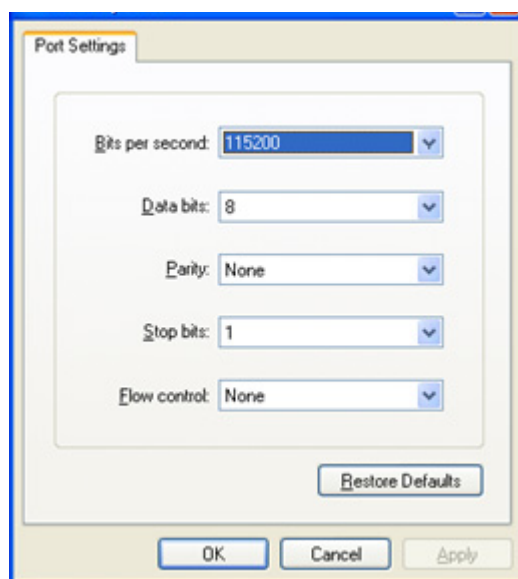 Port Settings
Bits per second: 115200
Data bits: 8
Parity: None
Stop bits: 1
Flow control: None
Restore Defaults
OK Cancel Apply